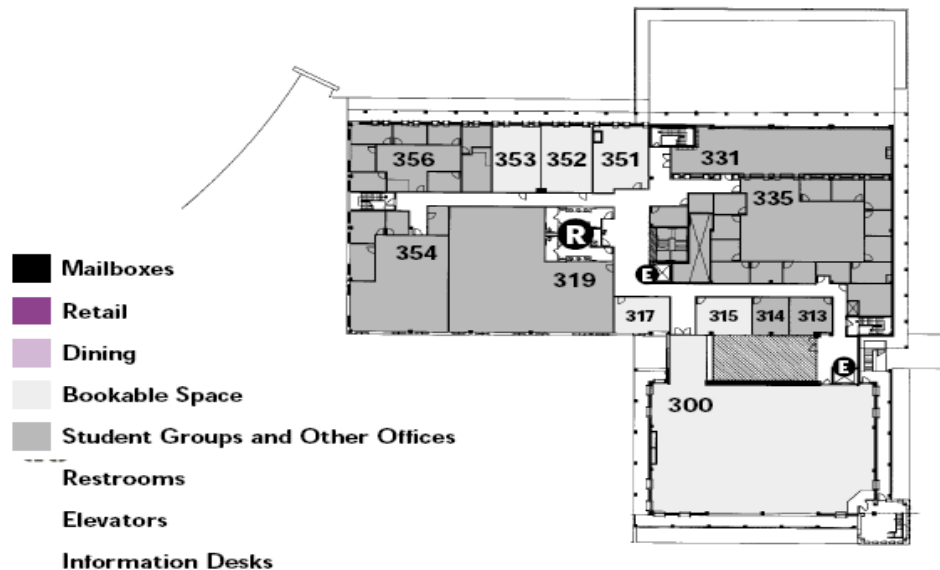 356
353
352
351
331
335
R
354
319
E
317
315
314
313
E
300
Mailboxes
Retail
Dining
Bookable Space
Student Groups and Other Offices
Restrooms
Elevators
Information Desks